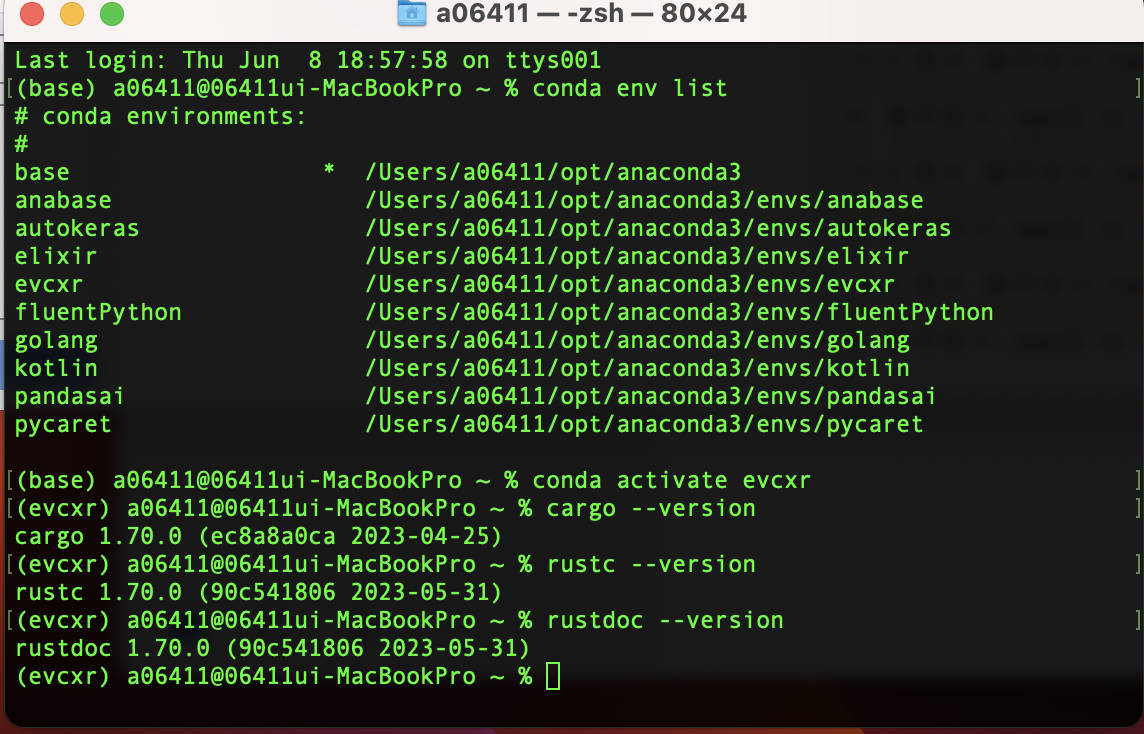 a06411 — -zsh — 80×24
Last login: Thu Jun  8 18:57:58 on ttys001
[(base) a06411@06411ui-MacBookPro ~ % conda env list ]
# conda environments:
#
base                  *  /Users/a06411/opt/anaconda3
anabase                  /Users/a06411/opt/anaconda3/envs/anabase
autokeras                /Users/a06411/opt/anaconda3/envs/autokeras
elixir                   /Users/a06411/opt/anaconda3/envs/elixir
evcxr                    /Users/a06411/opt/anaconda3/envs/evcxr
fluentPython             /Users/a06411/opt/anaconda3/envs/fluentPython
golang                   /Users/a06411/opt/anaconda3/envs/golang
kotlin                   /Users/a06411/opt/anaconda3/envs/kotlin
pandasai                 /Users/a06411/opt/anaconda3/envs/pandasai
pycaret                  /Users/a06411/opt/anaconda3/envs/pycaret
[(base) a06411@06411ui-MacBookPro ~ % conda activate evcxr ]
[(evcxr) a06411@06411ui-MacBookPro ~ % cargo --version ]
cargo 1.70.0 (ec8a8a0ca 2023-04-25)
[(evcxr) a06411@06411ui-MacBookPro ~ % rustc --version ]
rustc 1.70.0 (90c541806 2023-05-31)
[(evcxr) a06411@06411ui-MacBookPro ~ % rustdoc --version ]
rustdoc 1.70.0 (90c541806 2023-05-31)
(evcxr) a06411@06411ui-MacBookPro ~ %